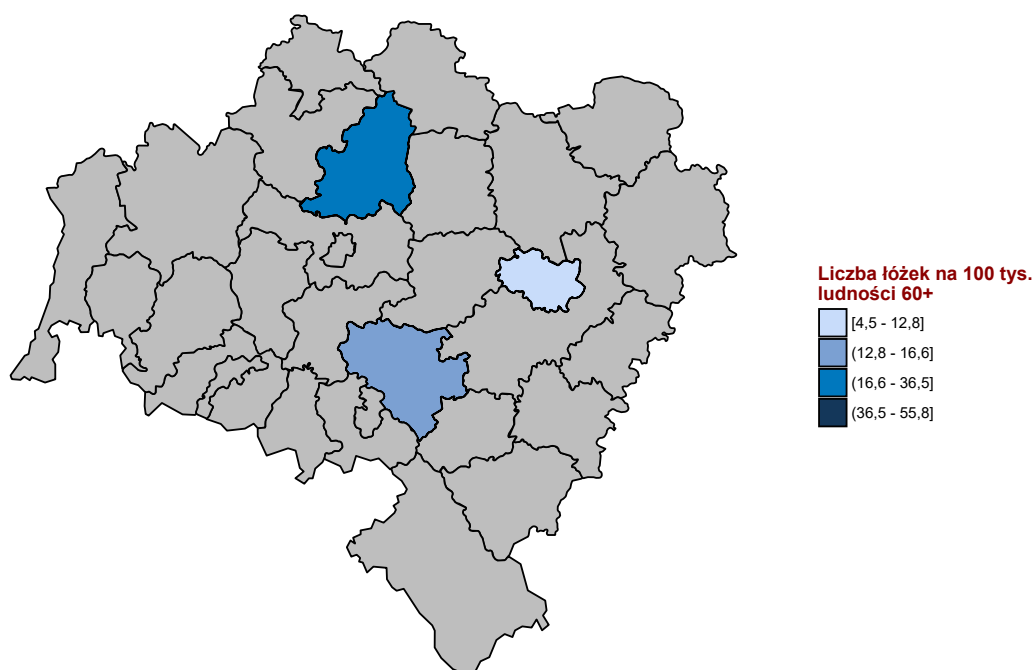 Liczba łóżek na 100 tys.
ludności 60+
[4,5 - 12,8]
(12,8 - 16,6]
(16,6 - 36,5]
(36,5 - 55,8]